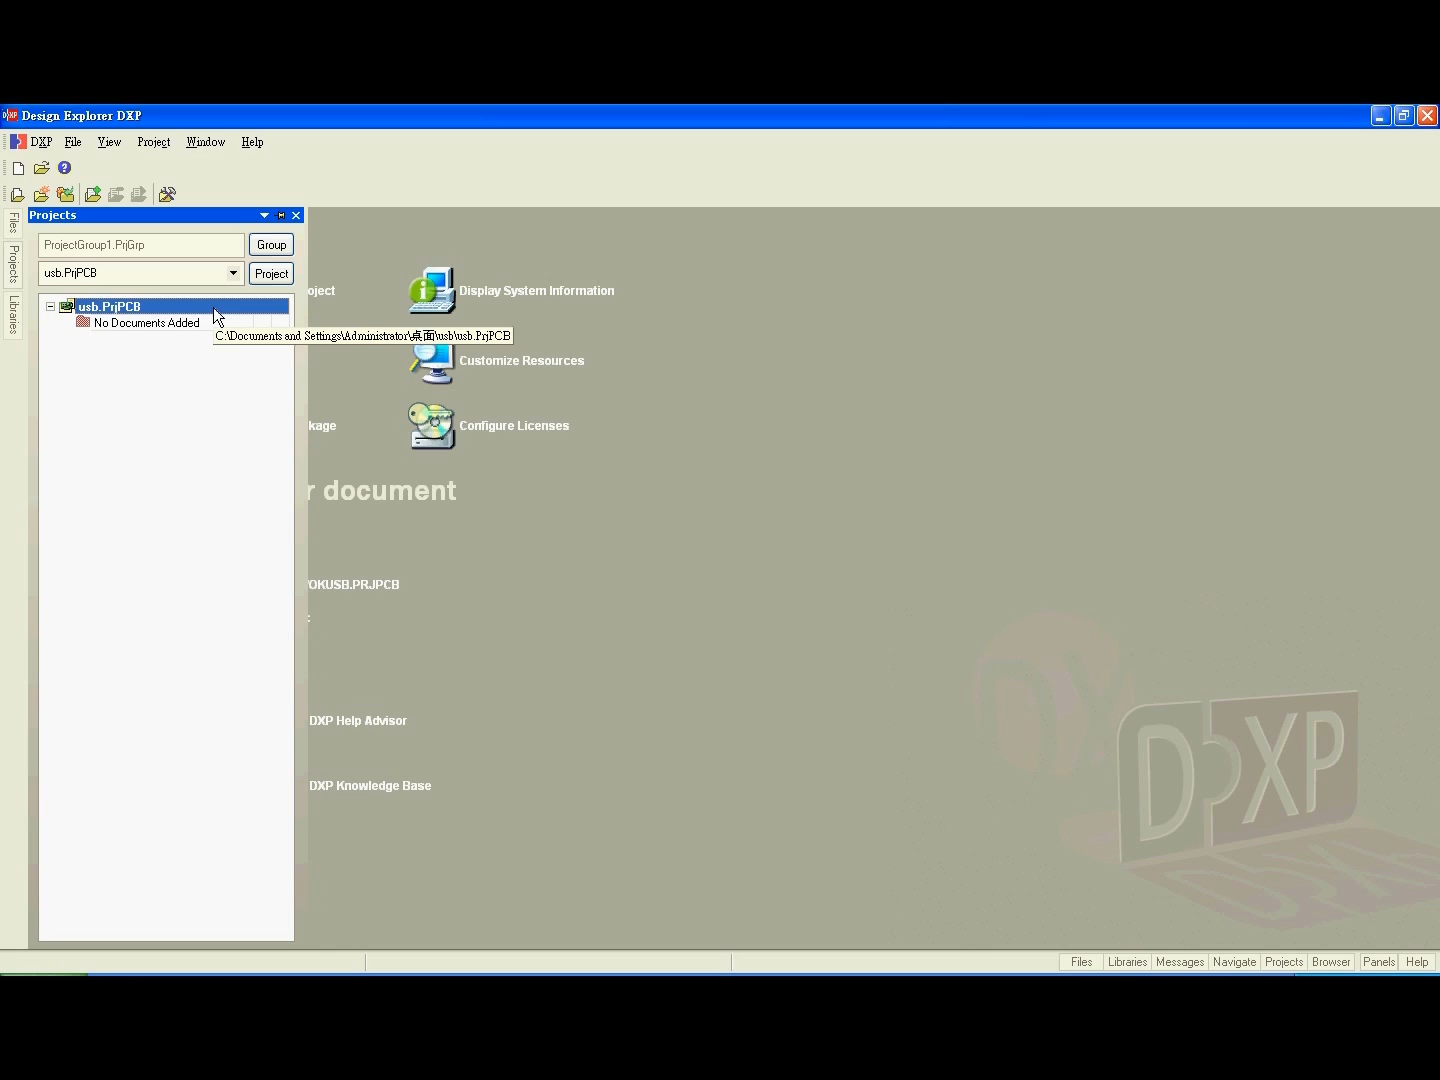 Design Explorer DXP
DXP File View Project Window Help
Files
Projects
Libraries
Projects
ProjectGroup1.PrjGrp Group
usb.PrjPCB Project
usb.PrjPCB
No Documents Added
C:\Documents and Settings\Administrator\桌面\usb\usb.PrjPCB
oject
Display System Information
Customize Resources
kage
Configure Licenses
r document
OKUSB.PRJPCB
DXP Help Advisor
DXP Knowledge Base
DXP
Files Libraries Messages Navigate Projects Browser Panels Help